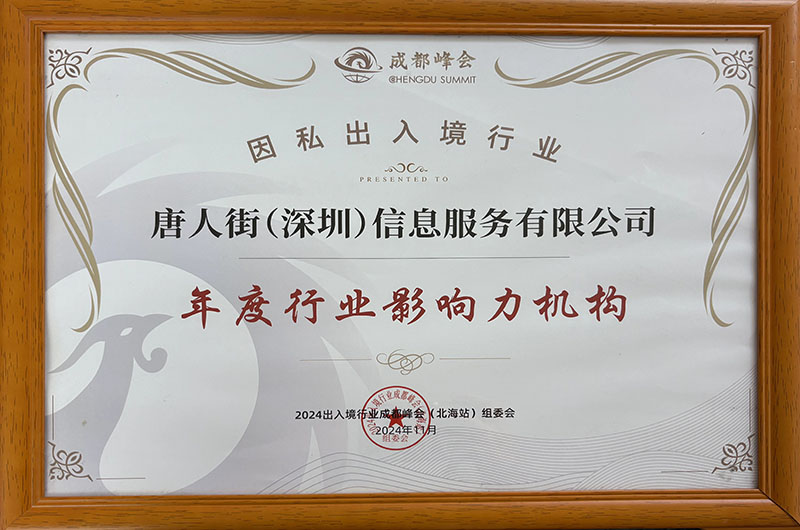 成都峰会
CHENGDU SUMMIT
因私出入境行业
PRESENTED TO
唐人街(深圳)信息服务有限公司
年度行业影响力机构
2024出入境行业成都峰会（北海站）组委会
2024年11月
组委会